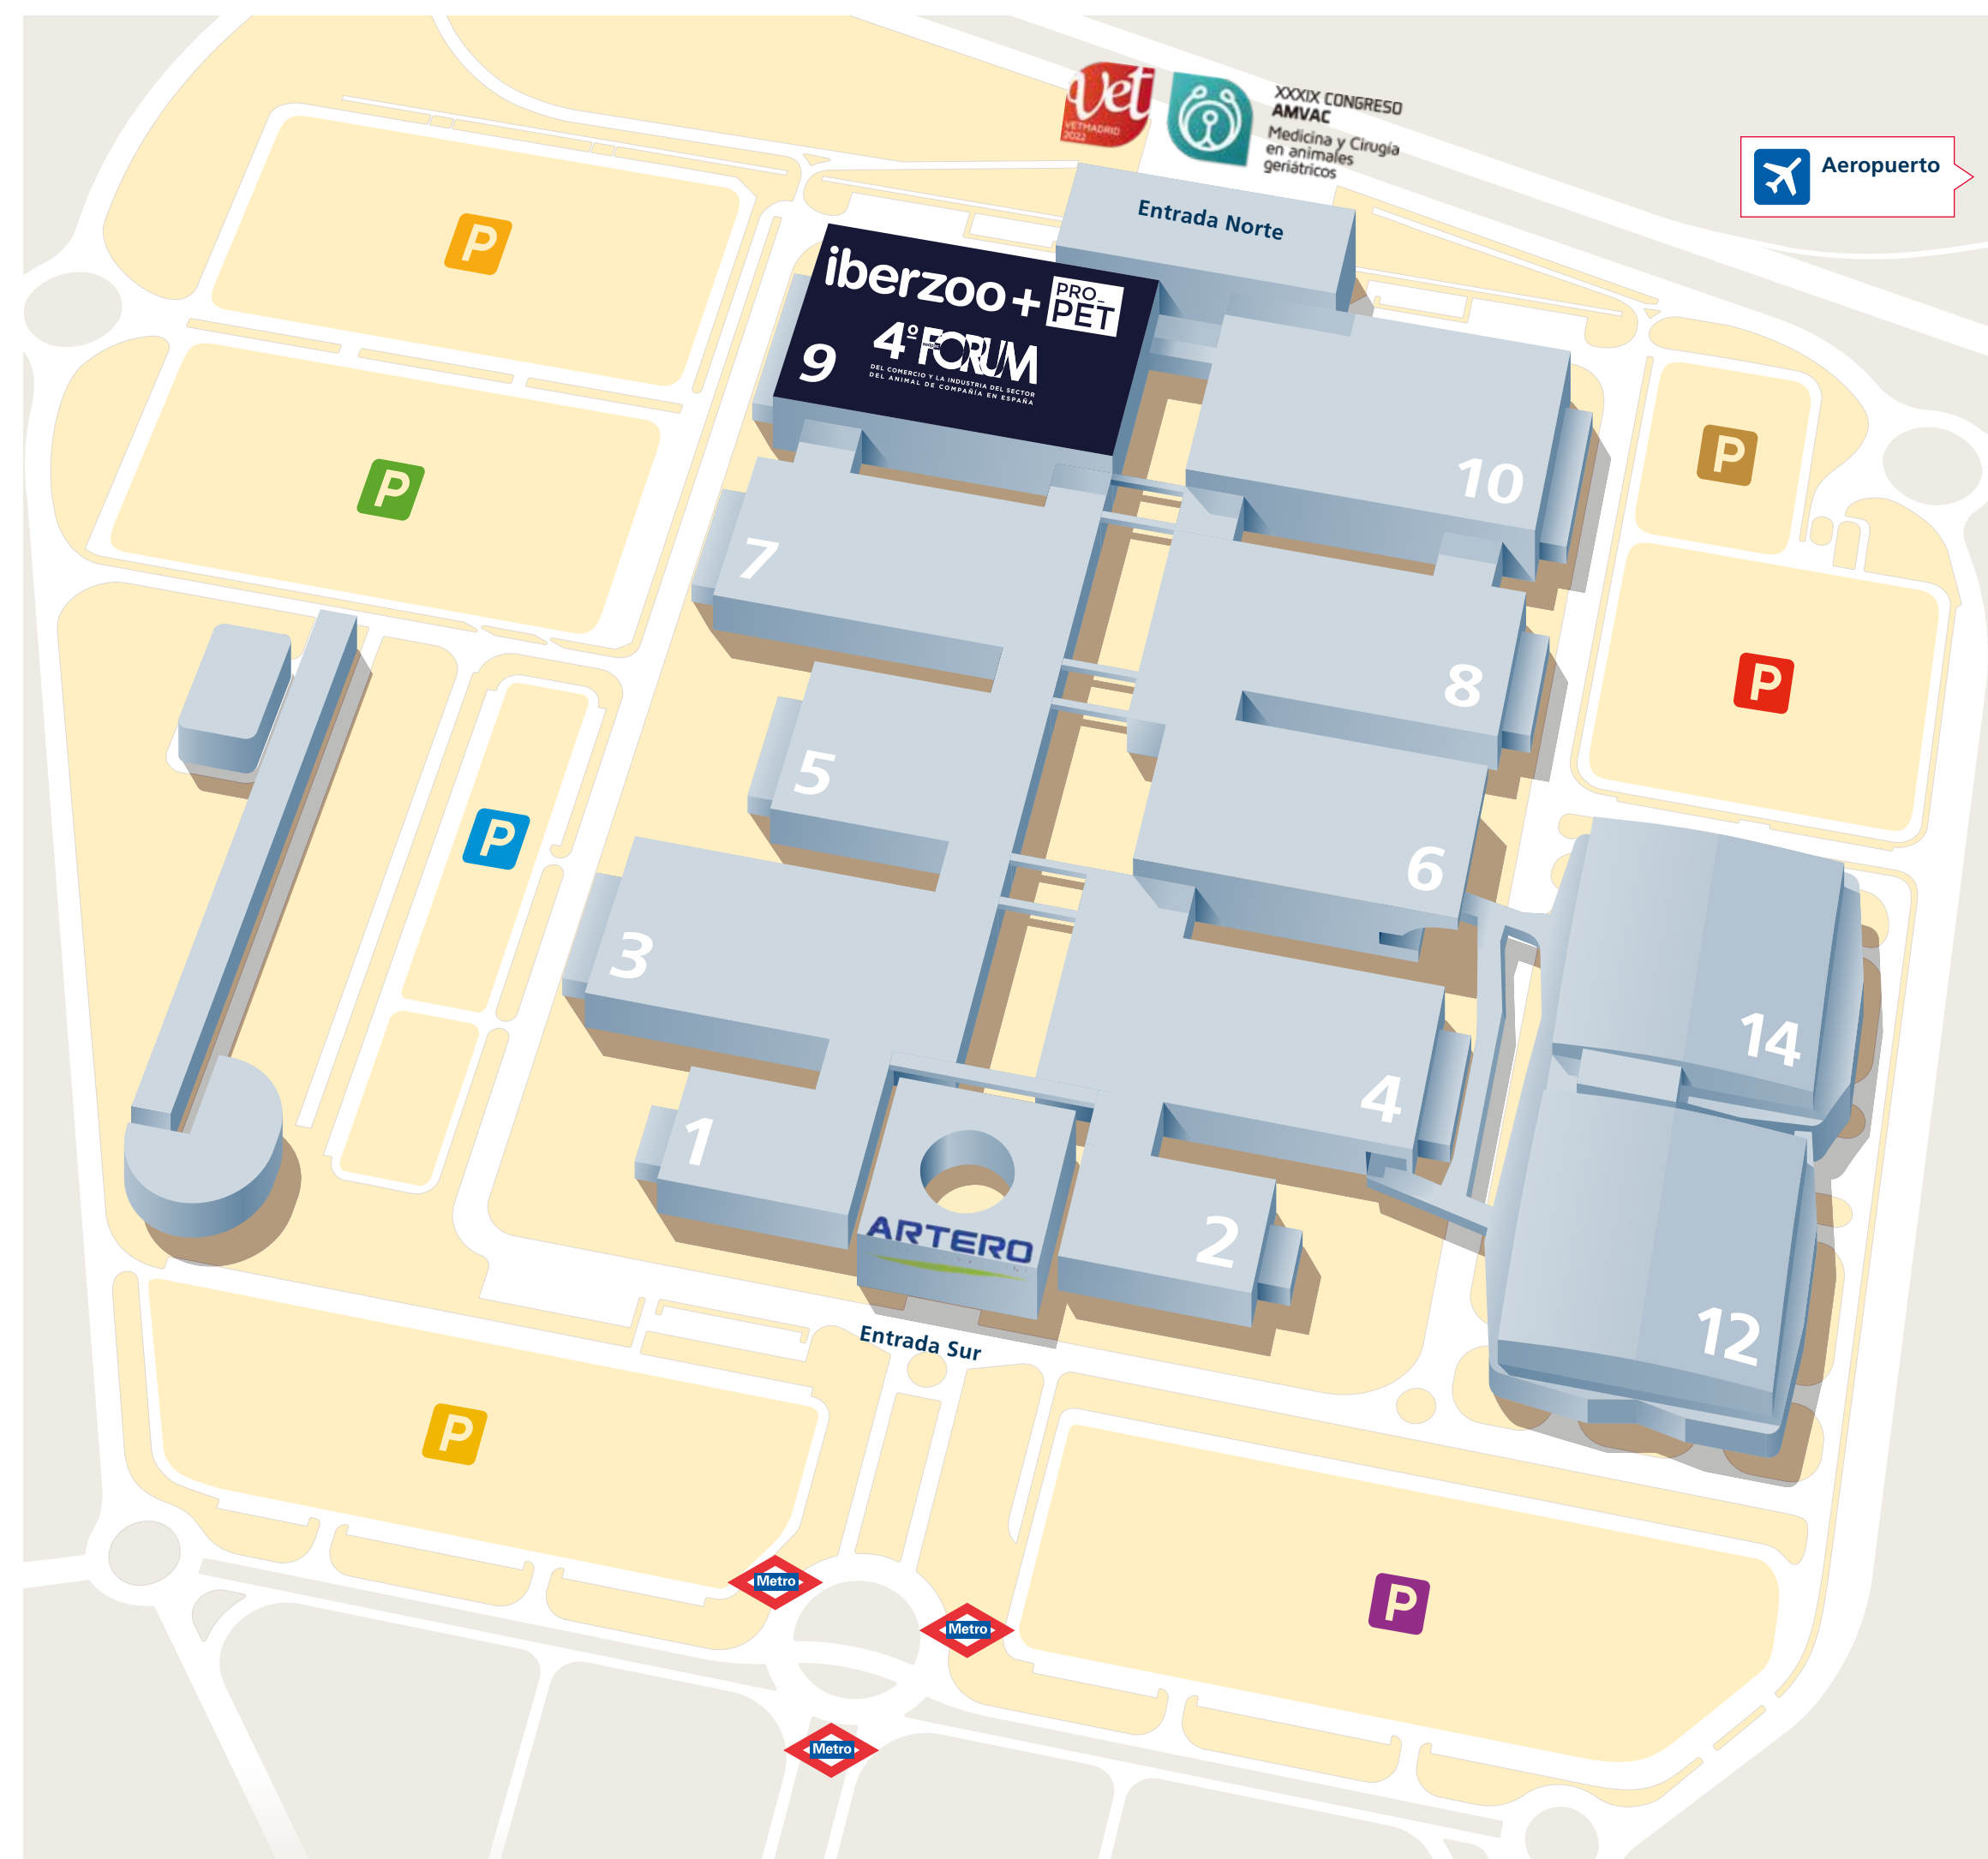 Vet
VETMADRID
2022
XXXIX CONGRESO
AMVAC
Medicina y Cirugía
en animales
geriátricos
Aeropuerto
Entrada Norte
P
iberzoo+
PRO_
PET
4º FORUM
DEL COMERCIO Y LA INDUSTRIA DEL SECTOR
DEL ANIMAL DE COMPAÑÍA EN ESPAÑA
9
10
P
P
7
8
P
5
P
6
3
14
4
1
2
ARTERO
12
Entrada Sur
P
Metro
P
Metro
Metro